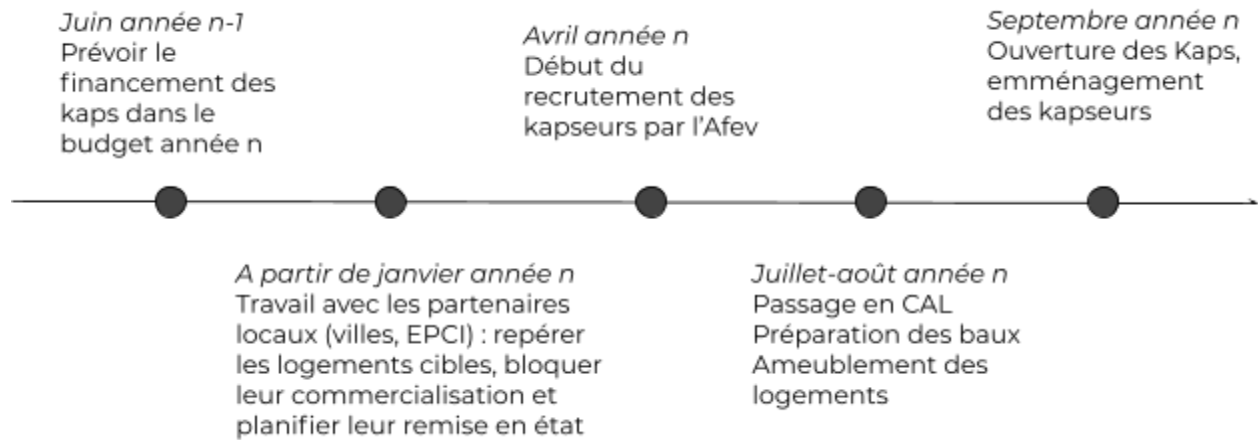 Juin année n-1
Prévoir le
financement des
kaps dans le
budget année n
A partir de janvier année n
Travail avec les partenaires
locaux (villes, EPCI) : repérer
les logements cibles, bloquer
leur commercialisation et
planifier leur remise en état
Avril année n
Début du
recrutement des
kapseurs par l'Afev
Juillet-août année n
Passage en CAL
Préparation des baux
Ameublement des
logements
Septembre année n
Ouverture des Kaps,
emménagement
des kapseurs